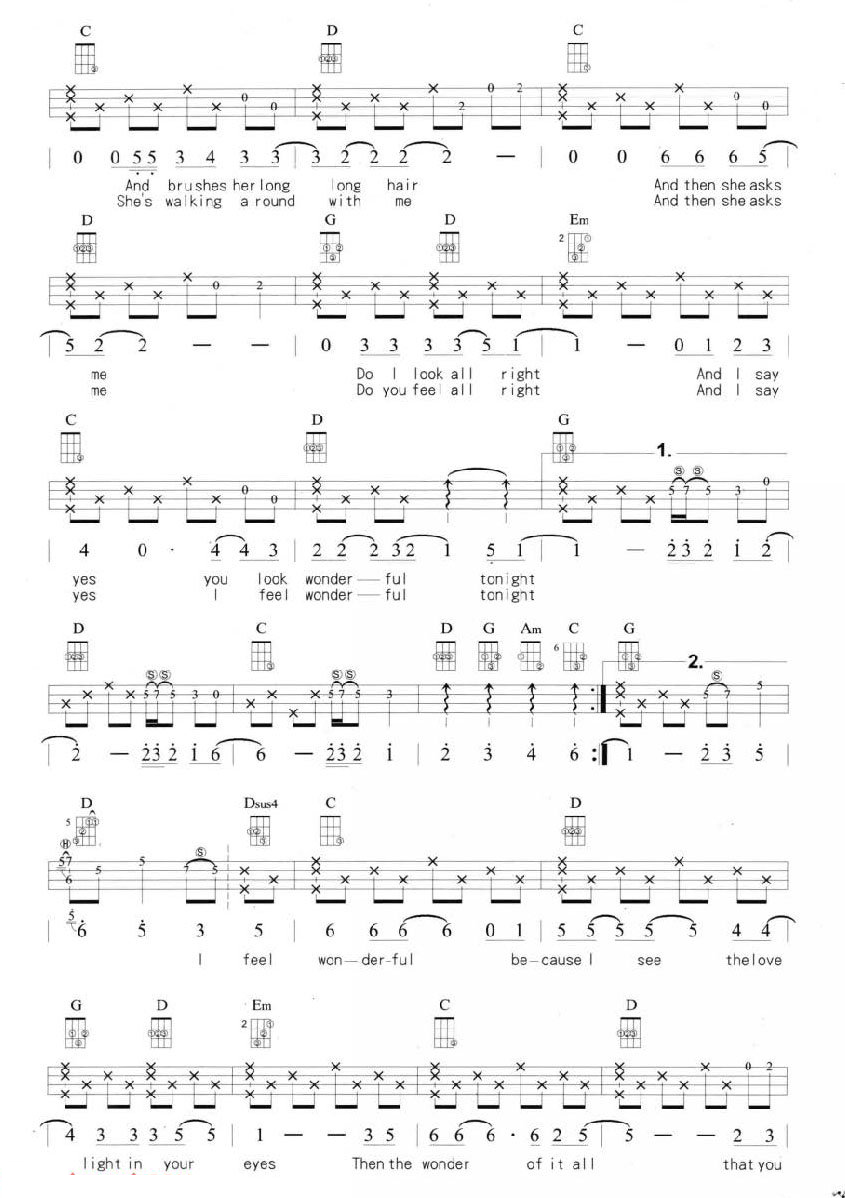 C D C
0 0 2 0 0
0 0 5 5 3 4 3 3 3 2 2 2 2 — 0 0 6 6 6 5
And brushes her long long hair And then she asks
She's walking a round with me And then she asks
D G D Em
2
0 2
5 2 2 — — 0 3 3 3 3 5 1 1 — 0 1 2 3
me Do I look all right And I say
me Do you feel all right And I say
C D G
1.
S S
0 0 5 7 5 3 0
4 0 · 4 4 3 2 2 2 3 2 1 5 1 1 — 2 3 2 1 2
yes you look wonder — ful tonight
yes I feel wonder — ful tonight
D C D G Am C G
6
2.
S S S S S
5 7 5 3 0 5 7 5 3 5 7 5
2 — 2 3 2 1 6 6 — 2 3 2 1 2 3 4 6 1 — 2 3 5
D Dsus4 C D
5
H S
5 7 6 5 5 7 5
5 6 5 3 5 6 6 6 6 0 1 5 5 5 5 5 4 4
I feel won—der-ful be—cause I see the love
G D Em C D
2
0 2
4 3 3 3 5 5 1 — — 3 5 6 6 6 · 6 2 5 5 — — 2 3
light in your eyes Then the wonder of it all that you